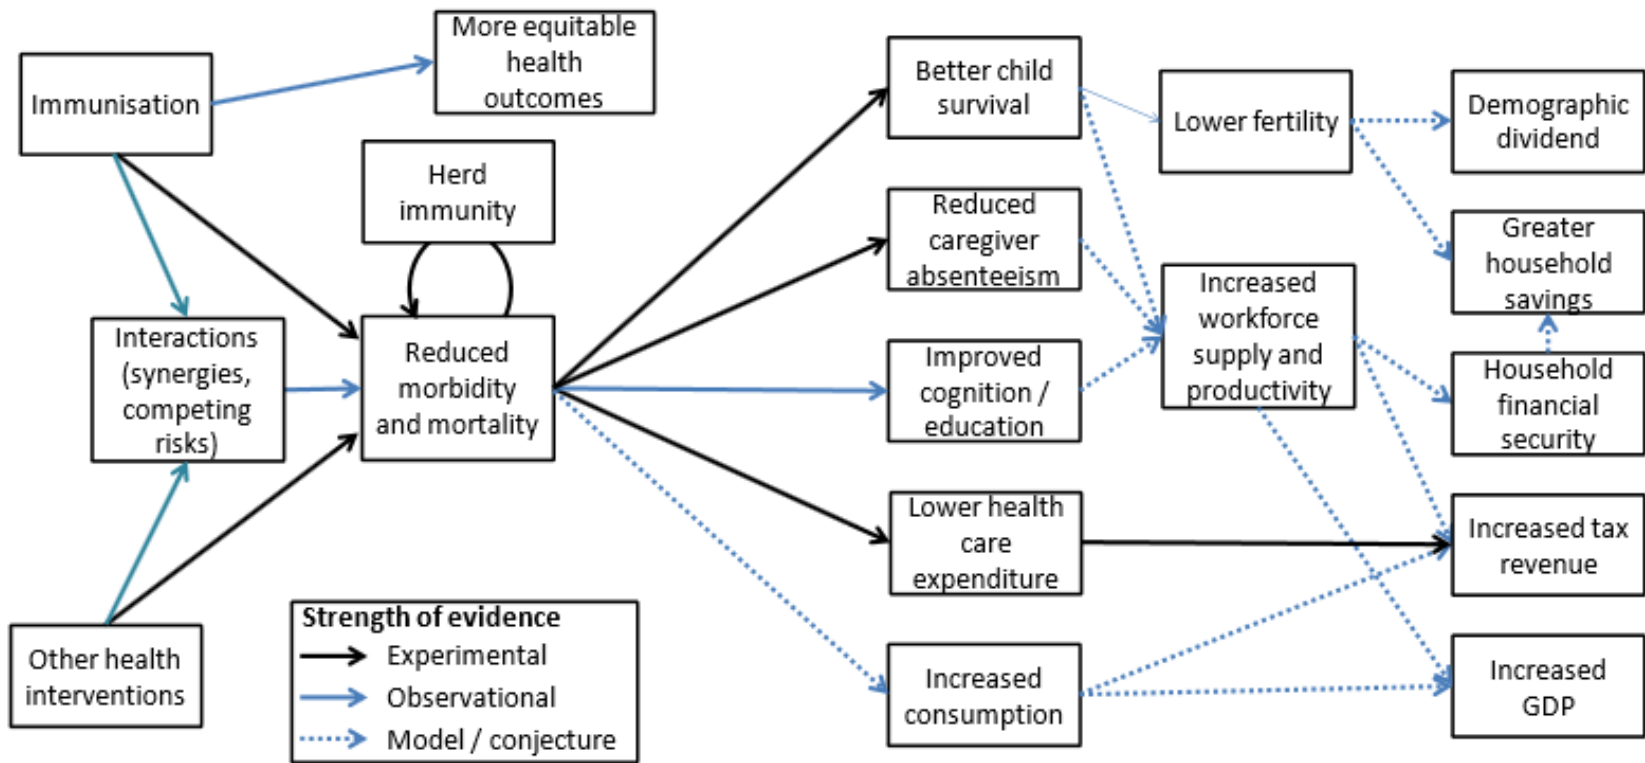 Immunisation
More equitable
health
outcomes
Herd
immunity
Interactions
(synergies,
competing
risks)
Reduced
morbidity
and mortality
Other health
interventions
Strength of evidence
Experimental
Observational
Model / conjecture
Better child
survival
Reduced
caregiver
absenteeism
Improved
cognition /
education
Lower health
care
expenditure
Increased
consumption
Lower fertility
Increased
workforce
supply and
productivity
Demographic
dividend
Greater
household
savings
Household
financial
security
Increased tax
revenue
Increased
GDP